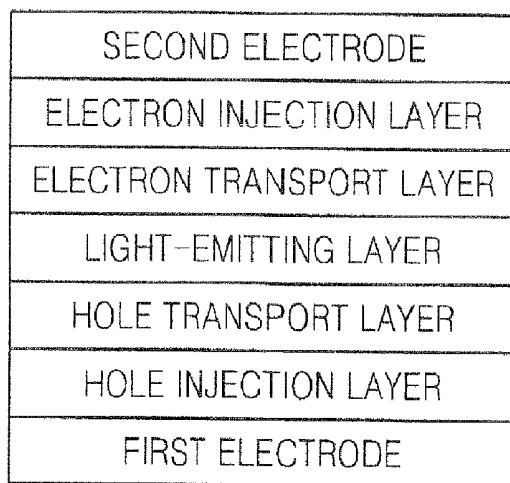 SECOND ELECTRODE
ELECTRON INJECTION LAYER
ELECTRON TRANSPORT LAYER
LIGHT-EMITTING LAYER
HOLE TRANSPORT LAYER
HOLE INJECTION LAYER
FIRST ELECTRODE